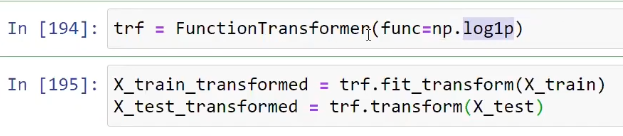 In [194]: trf = FunctionTransformer(func=np.log1p)
In [195]: X_train_transformed = trf.fit_transform(X_train)
X_test_transformed = trf.transform(X_test)